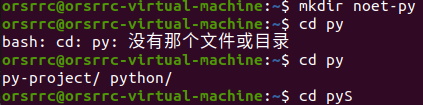 orsrrc@orsrrc-virtual-machine:~$ mkdir noet-py
orsrrc@orsrrc-virtual-machine:~$ cd py
bash: cd: py: 没有那个文件或目录
orsrrc@orsrrc-virtual-machine:~$ cd py
py-project/ python/
orsrrc@orsrrc-virtual-machine:~$ cd pyS